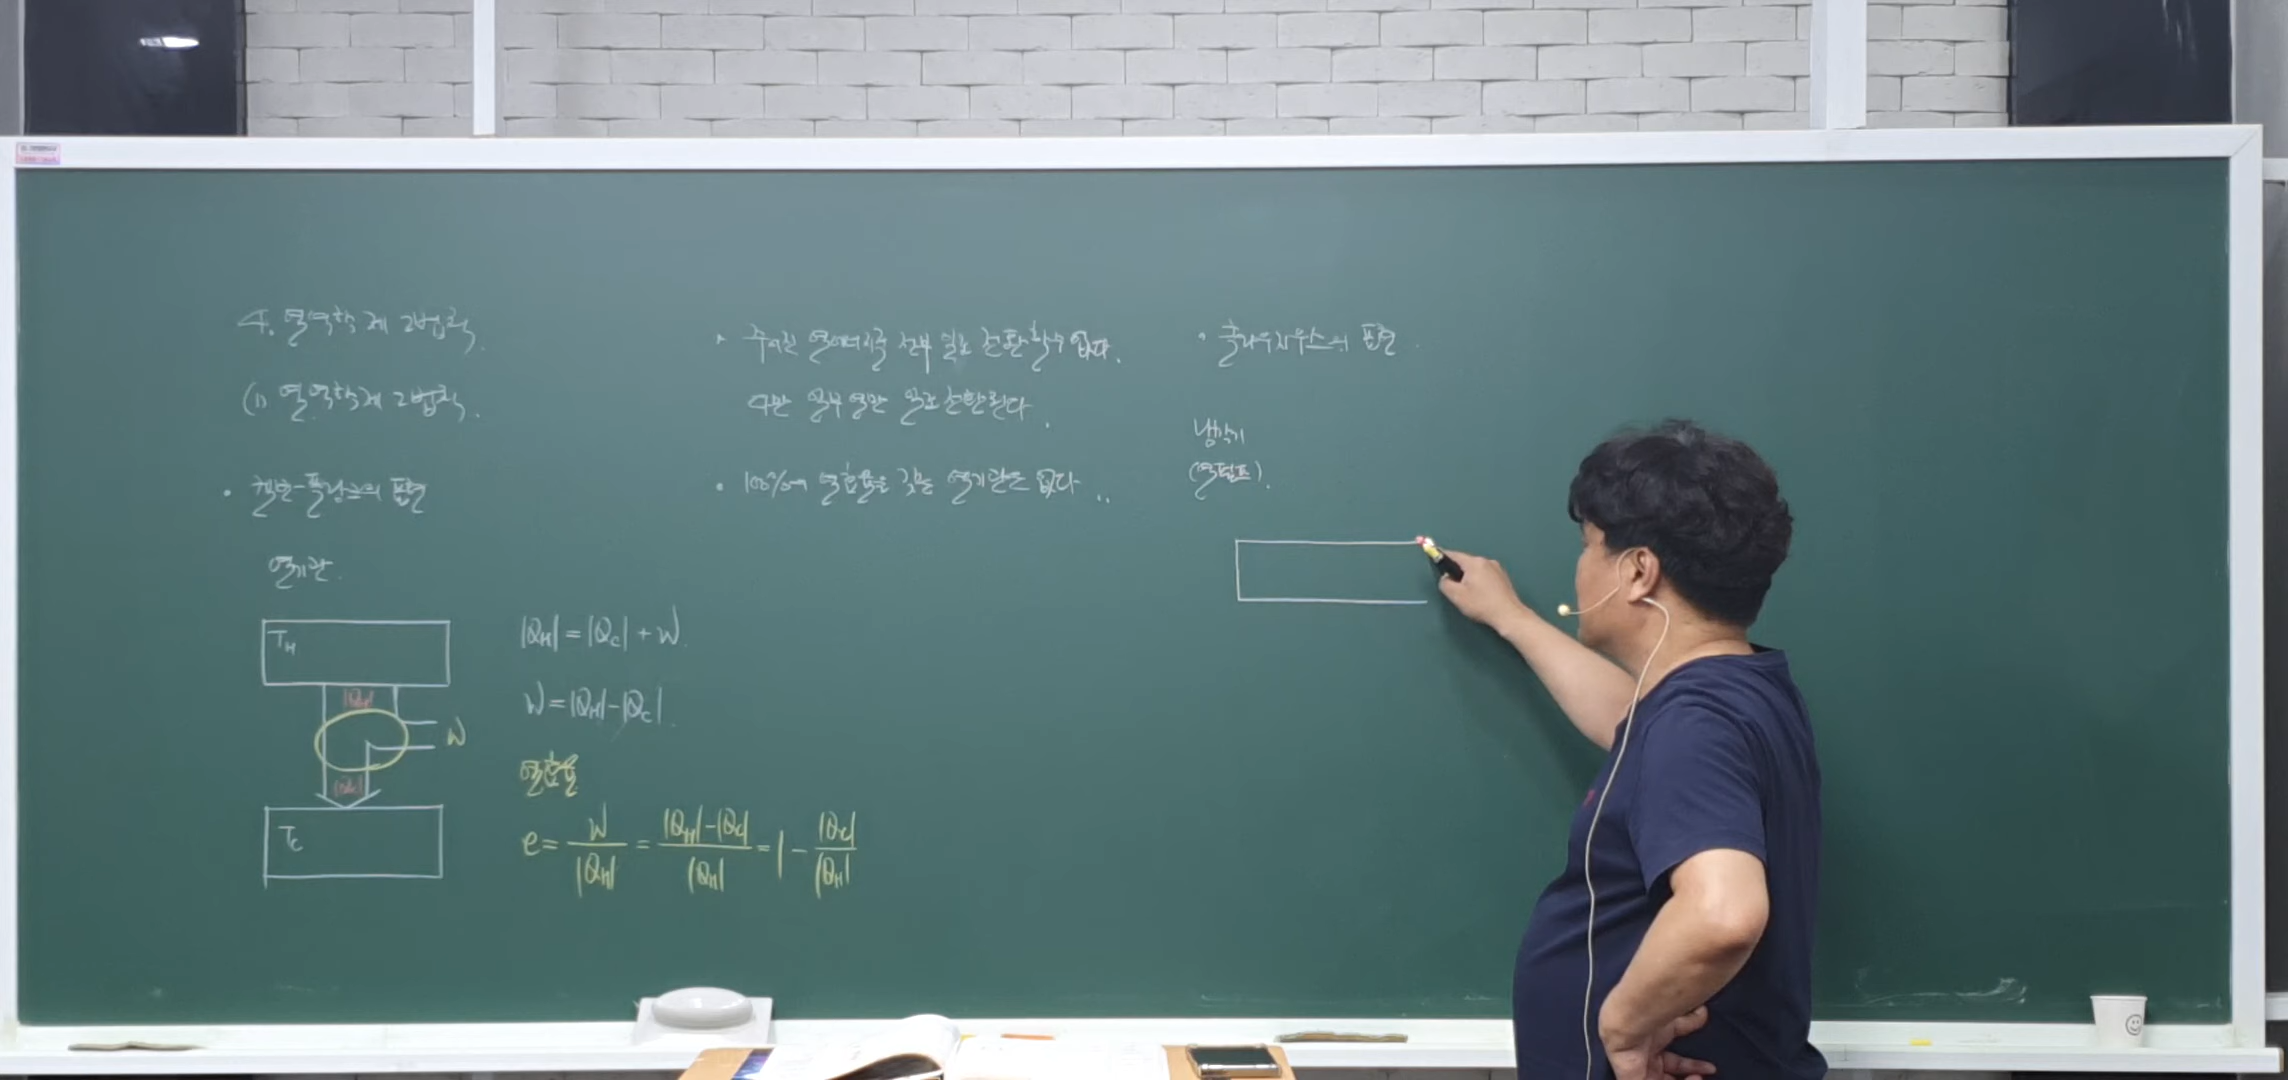 4. 열역학 제 2법칙.
(1) 열역학 제 2법칙.
• 켈빈-플랑크의 표현
열기관.
T_H
|Q_H|
W
|Q_C|
T_C
|Q_H| = |Q_C| + W.
W = |Q_H| - |Q_C|.
열효율
e = W/|Q_H| = (|Q_H| - |Q_C|)/|Q_H| = 1 - |Q_C|/|Q_H|
• 주어진 열에너지를 전부 일로 전환할 수 없다.
다만 일부 열만 일로 전환된다.
• 100%의 열효율을 갖는 열기관은 없다..
• 클라우지우스의 표현.
냉각기
(열펌프).